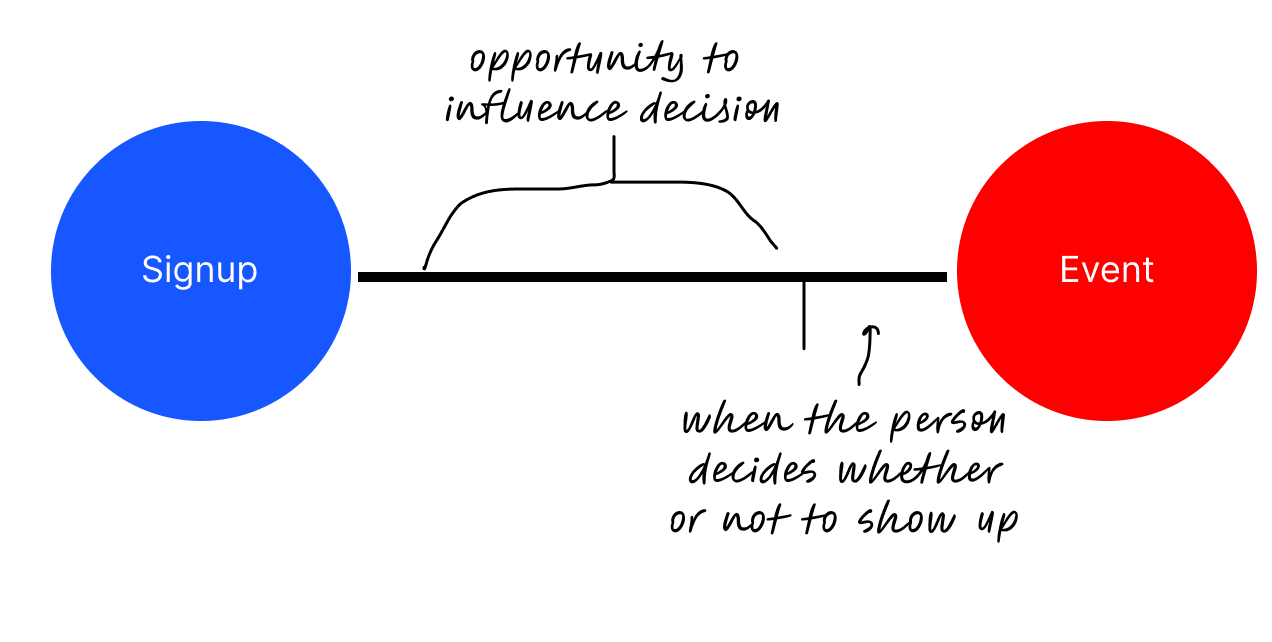 opportunity to
influence decision
Signup
Event
when the person
decides whether
or not to show up